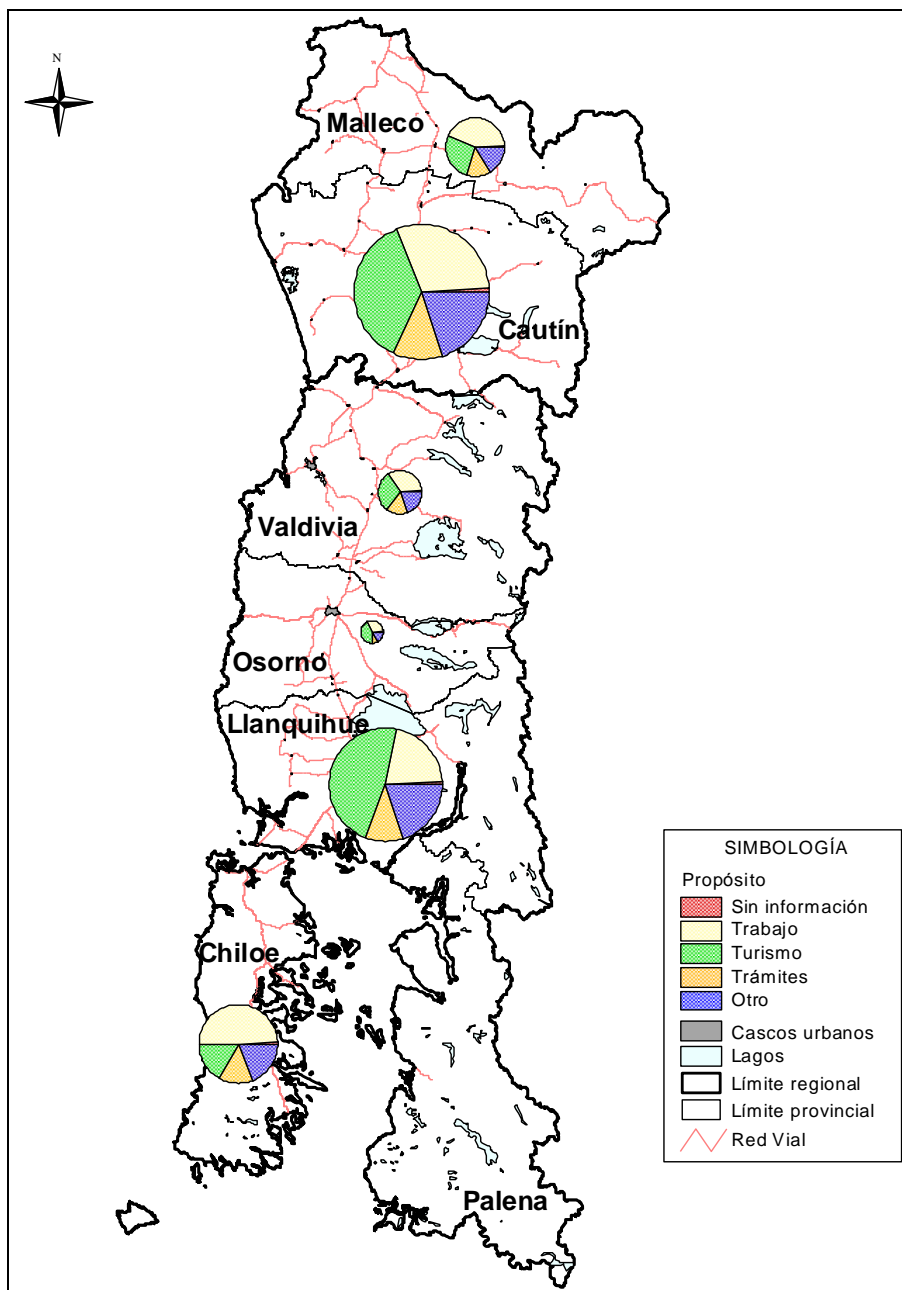 N
Malleco
Cautín
Valdivia
Osorno
Llanquihue
Chiloe
Palena
SIMBOLOGÍA
Propósito
Sin información
Trabajo
Turismo
Trámites
Otro
Cascos urbanos
Lagos
Límite regional
Límite provincial
Red Vial